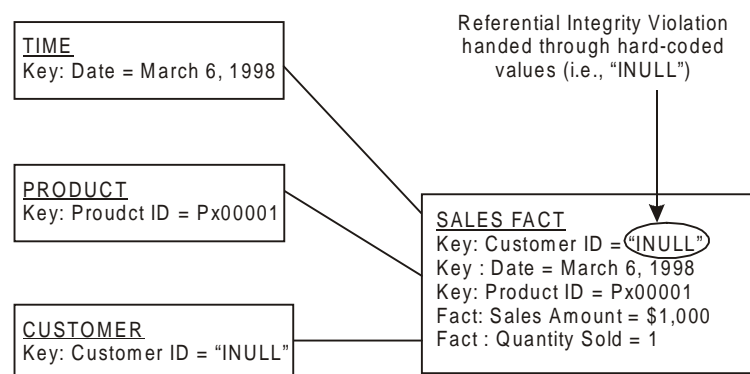 TIME
Key: Date = March 6, 1998
Referential Integrity Violation
handed through hard-coded
values (i.e., “INULL”)
PRODUCT
Key: Proudct ID = Px00001
SALES FACT
Key: Customer ID = “INULL”
Key : Date = March 6, 1998
Key: Product ID = Px00001
Fact: Sales Amount = $1,000
Fact : Quantity Sold = 1
CUSTOMER
Key: Customer ID = “INULL”